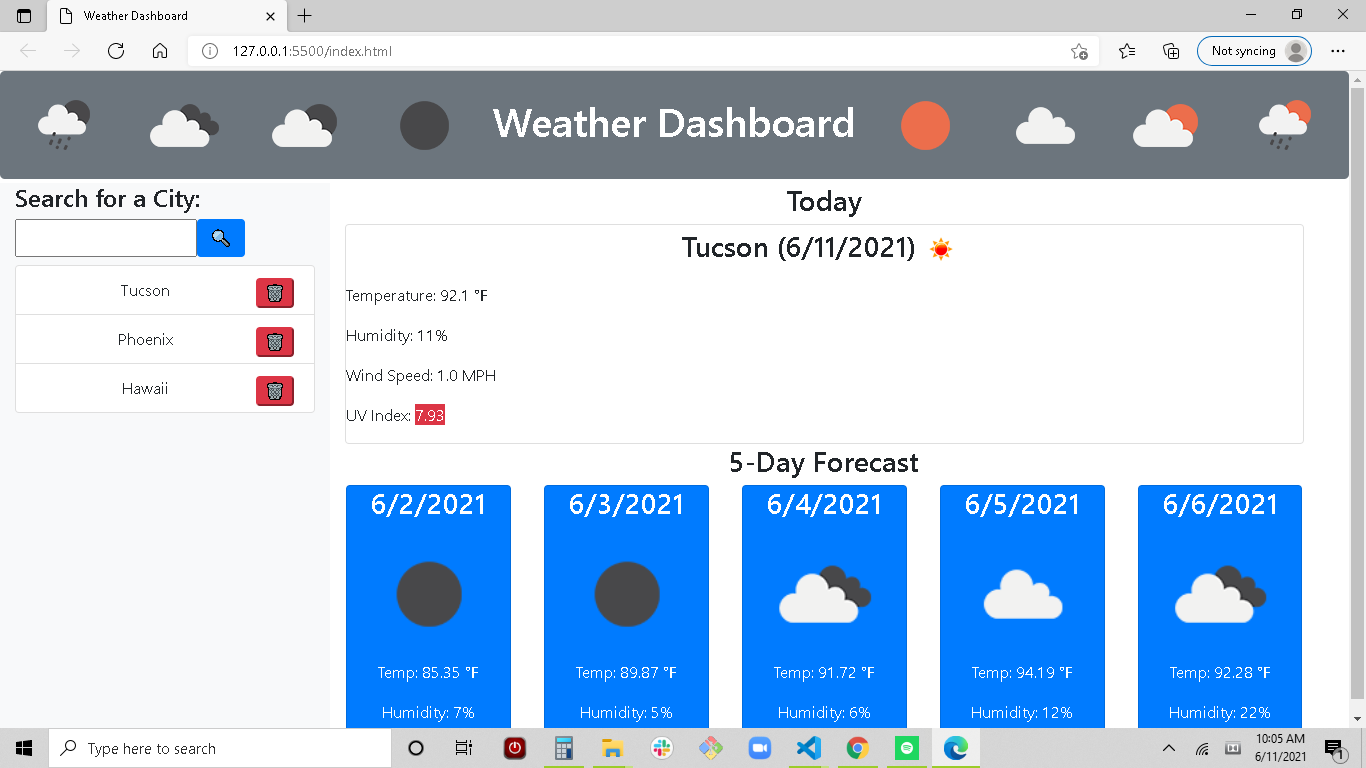 Weather Dashboard
127.0.0.1:5500/index.html
Not syncing
Weather Dashboard
Search for a City:
Tucson
Phoenix
Hawaii
Today
Tucson (6/11/2021)
Temperature: 92.1 °F
Humidity: 11%
Wind Speed: 1.0 MPH
UV Index: 7.93
5-Day Forecast
6/2/2021 6/3/2021 6/4/2021 6/5/2021 6/6/2021
Temp: 85.35 °F Temp: 89.87 °F Temp: 91.72 °F Temp: 94.19 °F Temp: 92.28 °F
Humidity: 7% Humidity: 5% Humidity: 6% Humidity: 12% Humidity: 22%
Type here to search
10:05 AM
6/11/2021
1